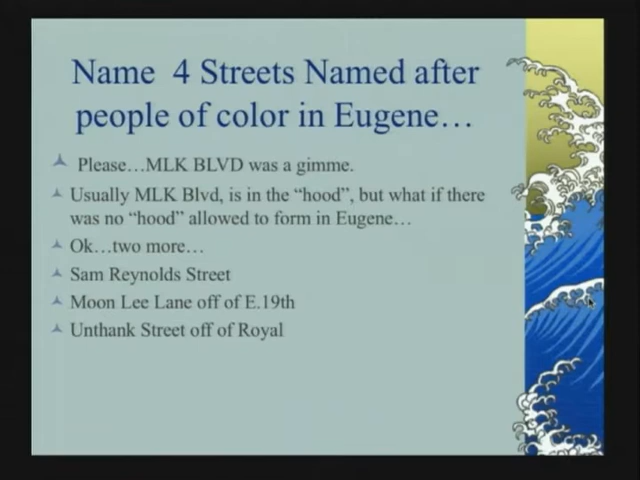 Name 4 Streets Named after
people of color in Eugene…
Please…MLK BLVD was a gimme.
Usually MLK Blvd, is in the “hood”, but what if there
was no “hood” allowed to form in Eugene…
Ok…two more…
Sam Reynolds Street
Moon Lee Lane off of E.19th
Unthank Street off of Royal